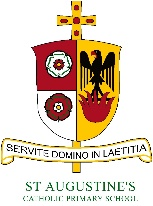 SERVITE DOMINO IN LAETITIA
ST AUGUSTINE'S
CATHOLIC PRIMARY SCHOOL